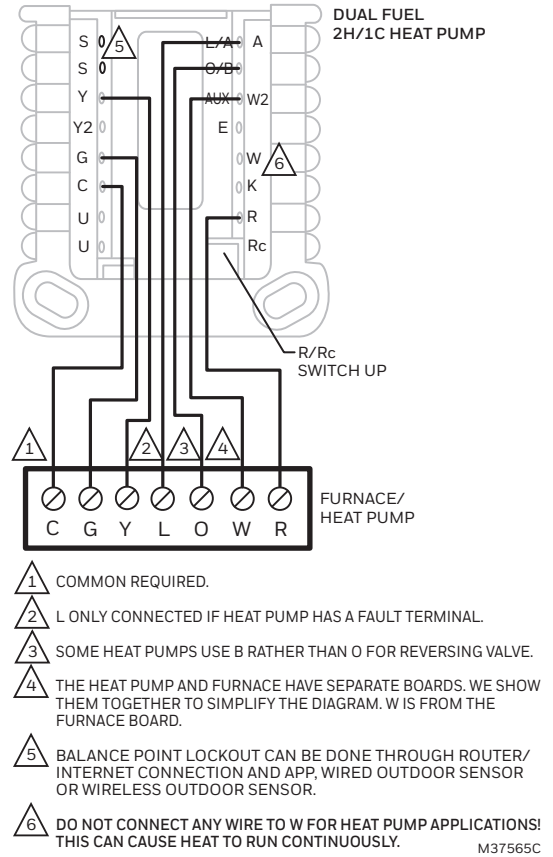 DUAL FUEL
2H/1C HEAT PUMP
S 5 L/A A
S O/B
Y AUX W2
Y2 E
G W 6
C K
U R
U Rc
R/Rc
SWITCH UP
1 2 3 4
C G Y L O W R
FURNACE/
HEAT PUMP
1 COMMON REQUIRED.
2 L ONLY CONNECTED IF HEAT PUMP HAS A FAULT TERMINAL.
3 SOME HEAT PUMPS USE B RATHER THAN O FOR REVERSING VALVE.
4 THE HEAT PUMP AND FURNACE HAVE SEPARATE BOARDS. WE SHOW
THEM TOGETHER TO SIMPLIFY THE DIAGRAM. W IS FROM THE
FURNACE BOARD.
5 BALANCE POINT LOCKOUT CAN BE DONE THROUGH ROUTER/
INTERNET CONNECTION AND APP, WIRED OUTDOOR SENSOR
OR WIRELESS OUTDOOR SENSOR.
6 DO NOT CONNECT ANY WIRE TO W FOR HEAT PUMP APPLICATIONS!
THIS CAN CAUSE HEAT TO RUN CONTINUOUSLY.
M37565C